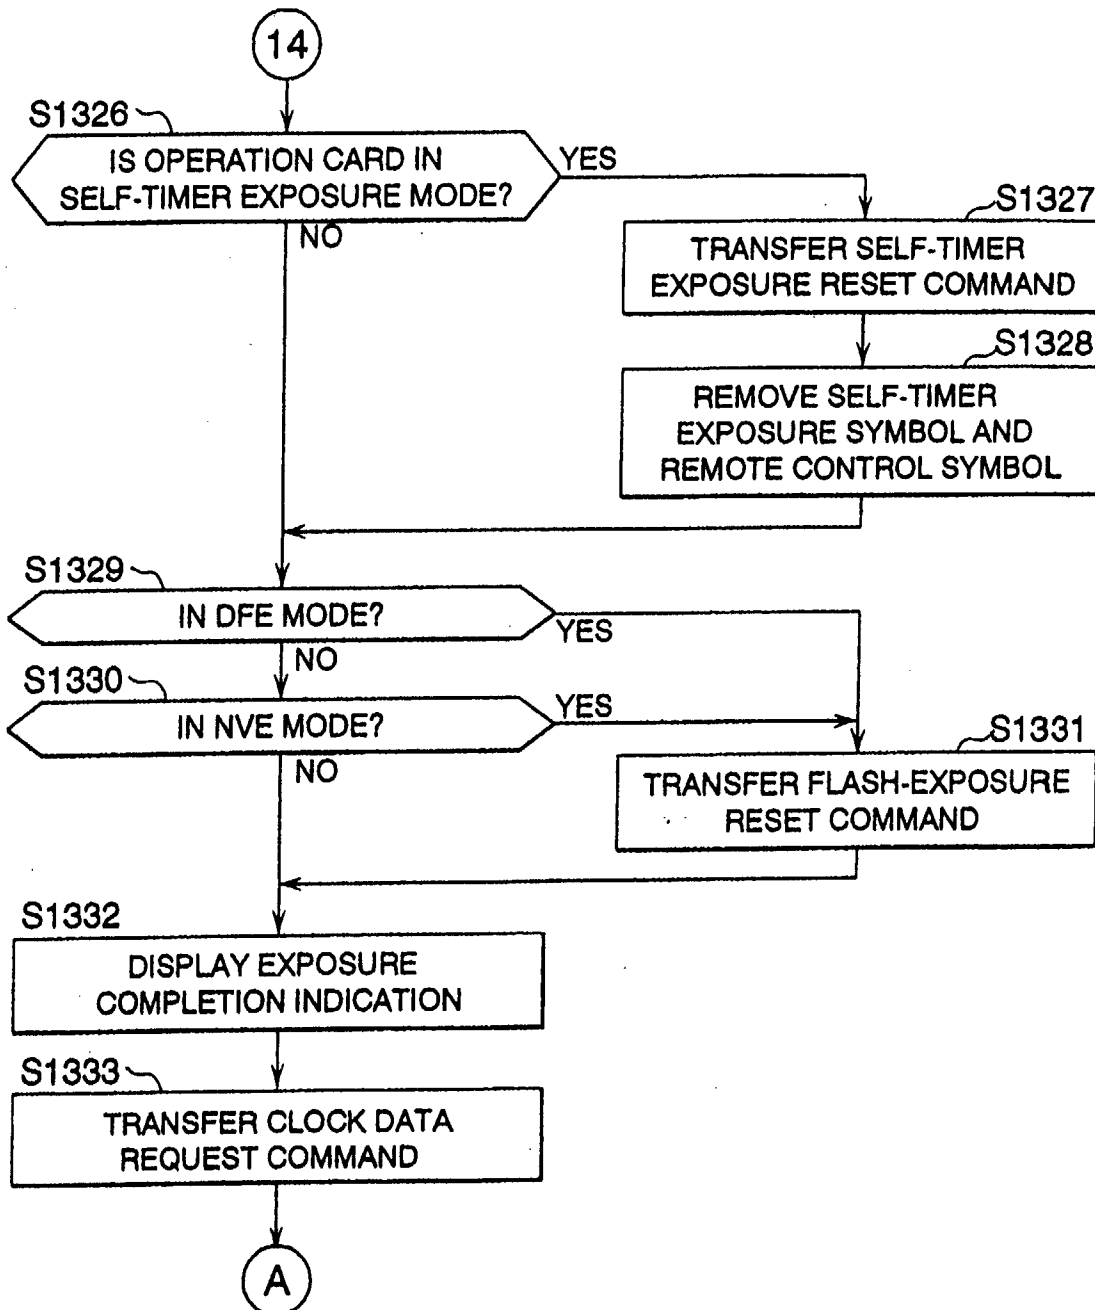 14
S1326
IS OPERATION CARD IN
SELF-TIMER EXPOSURE MODE?
YES
NO
S1327
TRANSFER SELF-TIMER
EXPOSURE RESET COMMAND
S1328
REMOVE SELF-TIMER
EXPOSURE SYMBOL AND
REMOTE CONTROL SYMBOL
S1329
IN DFE MODE?
YES
NO
S1330
IN NVE MODE?
YES
NO
S1331
TRANSFER FLASH-EXPOSURE
RESET COMMAND
S1332
DISPLAY EXPOSURE
COMPLETION INDICATION
S1333
TRANSFER CLOCK DATA
REQUEST COMMAND
A